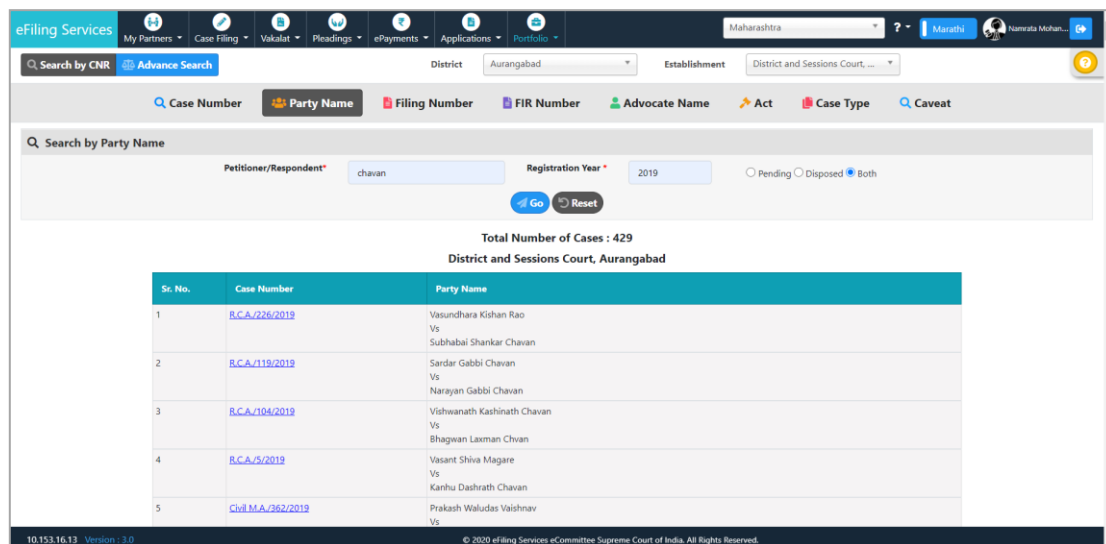 eFiling Services My Partners Case Filing Vakalat Pleadings ePayments Applications Portfolio Maharashtra ? Marathi Namrata Mohan...
Search by CNR Advance Search District Aurangabad Establishment District and Sessions Court, ...
Case Number Party Name Filing Number FIR Number Advocate Name Act Case Type Caveat
Search by Party Name
Petitioner/Respondent* chavan Registration Year * 2019 Pending Disposed Both
Go Reset
Total Number of Cases : 429
District and Sessions Court, Aurangabad
Sr. No. Case Number Party Name
1 R.C.A./226/2019 Vasundhara Kishan Rao
Vs
Subhabai Shankar Chavan
2 R.C.A./119/2019 Sardar Gabbi Chavan
Vs
Narayan Gabbi Chavan
3 R.C.A./104/2019 Vishwanath Kashinath Chavan
Vs
Bhagwan Laxman Chvan
4 R.C.A./5/2019 Vasant Shiva Magare
Vs
Kanhu Dashrath Chavan
5 Civil M.A./362/2019 Prakash Waludas Vaishnav
Vs
10.153.16.13 Version : 3.0 © 2020 eFiling Services eCommittee Supreme Court of India. All Rights Reserved.